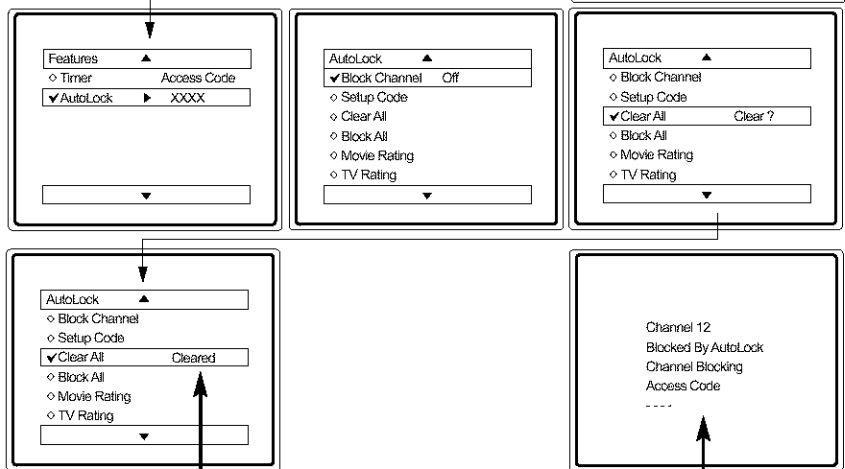 Features
Timer Access Code
AutoLock XXXX
AutoLock
Block Channel Off
Setup Code
Clear All
Block All
Movie Rating
TV Rating
AutoLock
Block Channel
Setup Code
Clear All Clear ?
Block All
Movie Rating
TV Rating
AutoLock
Block Channel
Setup Code
Clear All Cleared
Block All
Movie Rating
TV Rating
Channel 12
Blocked By AutoLock
Channel Blocking
Access Code
- - - -